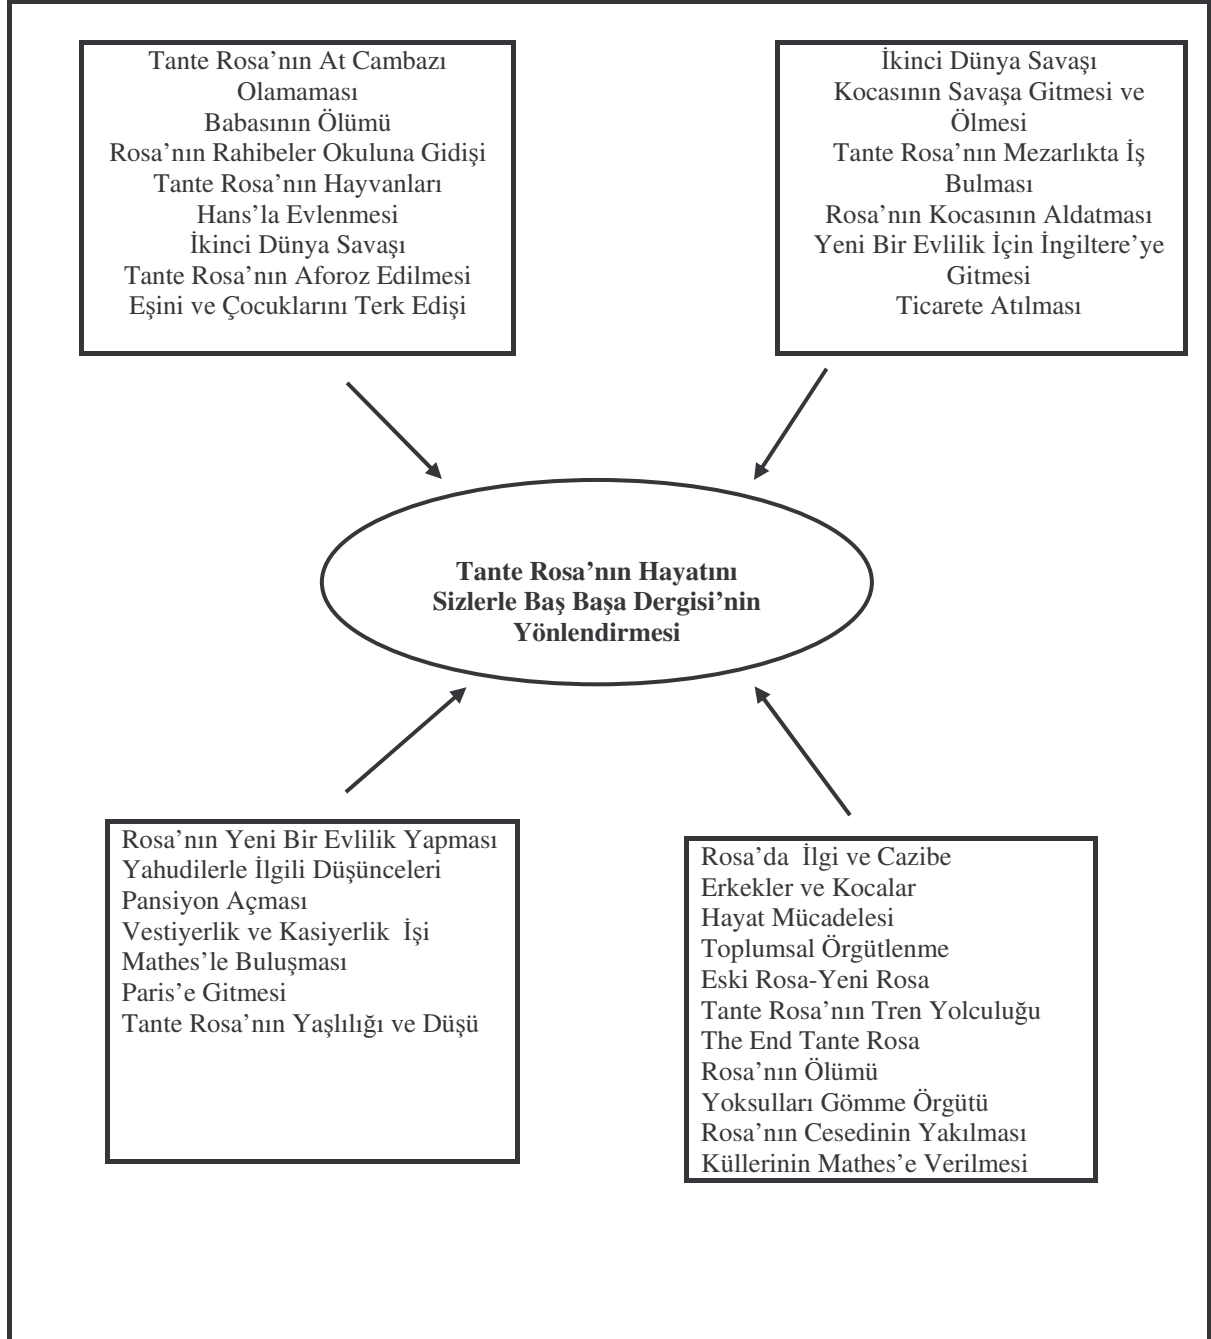 Tante Rosa’nın At Cambazı
Olamaması
Babasının Ölümü
Rosa’nın Rahibeler Okuluna Gidişi
Tante Rosa’nın Hayvanları
Hans’la Evlenmesi
İkinci Dünya Savaşı
Tante Rosa’nın Aforoz Edilmesi
Eşini ve Çocuklarını Terk Edişi
İkinci Dünya Savaşı
Kocasının Savaşa Gitmesi ve
Ölmesi
Tante Rosa’nın Mezarlıkta İş
Bulması
Rosa’nın Kocasının Aldatması
Yeni Bir Evlilik İçin İngiltere’ye
Gitmesi
Ticarete Atılması
Tante Rosa’nın Hayatını
Sizlerle Baş Başa Dergisi’nin
Yönlendirmesi
Rosa’nın Yeni Bir Evlilik Yapması
Yahudilerle İlgili Düşünceleri
Pansiyon Açması
Vestiyerlik ve Kasiyerlik İşi
Mathes’le Buluşması
Paris’e Gitmesi
Tante Rosa’nın Yaşlılığı ve Düşü
Rosa’da İlgi ve Cazibe
Erkekler ve Kocalar
Hayat Mücadelesi
Toplumsal Örgütlenme
Eski Rosa-Yeni Rosa
Tante Rosa’nın Tren Yolculuğu
The End Tante Rosa
Rosa’nın Ölümü
Yoksulları Gömme Örgütü
Rosa’nın Cesedinin Yakılması
Küllerinin Mathes’e Verilmesi